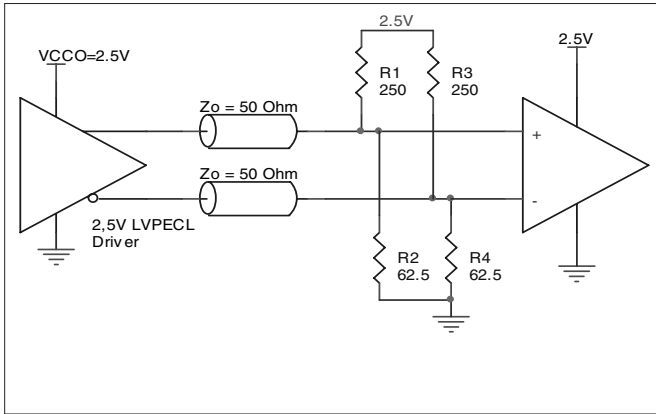 2.5V
VCCO=2.5V
2.5V
R1
250
R3
250
Zo = 50 Ohm
+
Zo = 50 Ohm
-
2,5V LVPECL
Driver
R2
62.5
R4
62.5